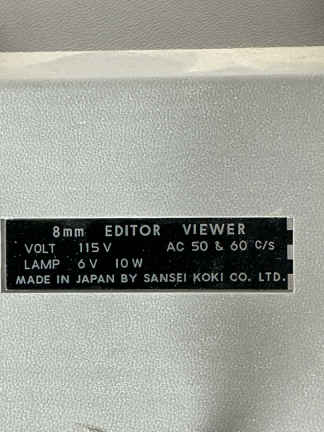 8mm EDITOR VIEWER
VOLT 115V AC 50 & 60 c/s
LAMP 6V 10W
MADE IN JAPAN BY SANSEI KOKI CO. LTD.